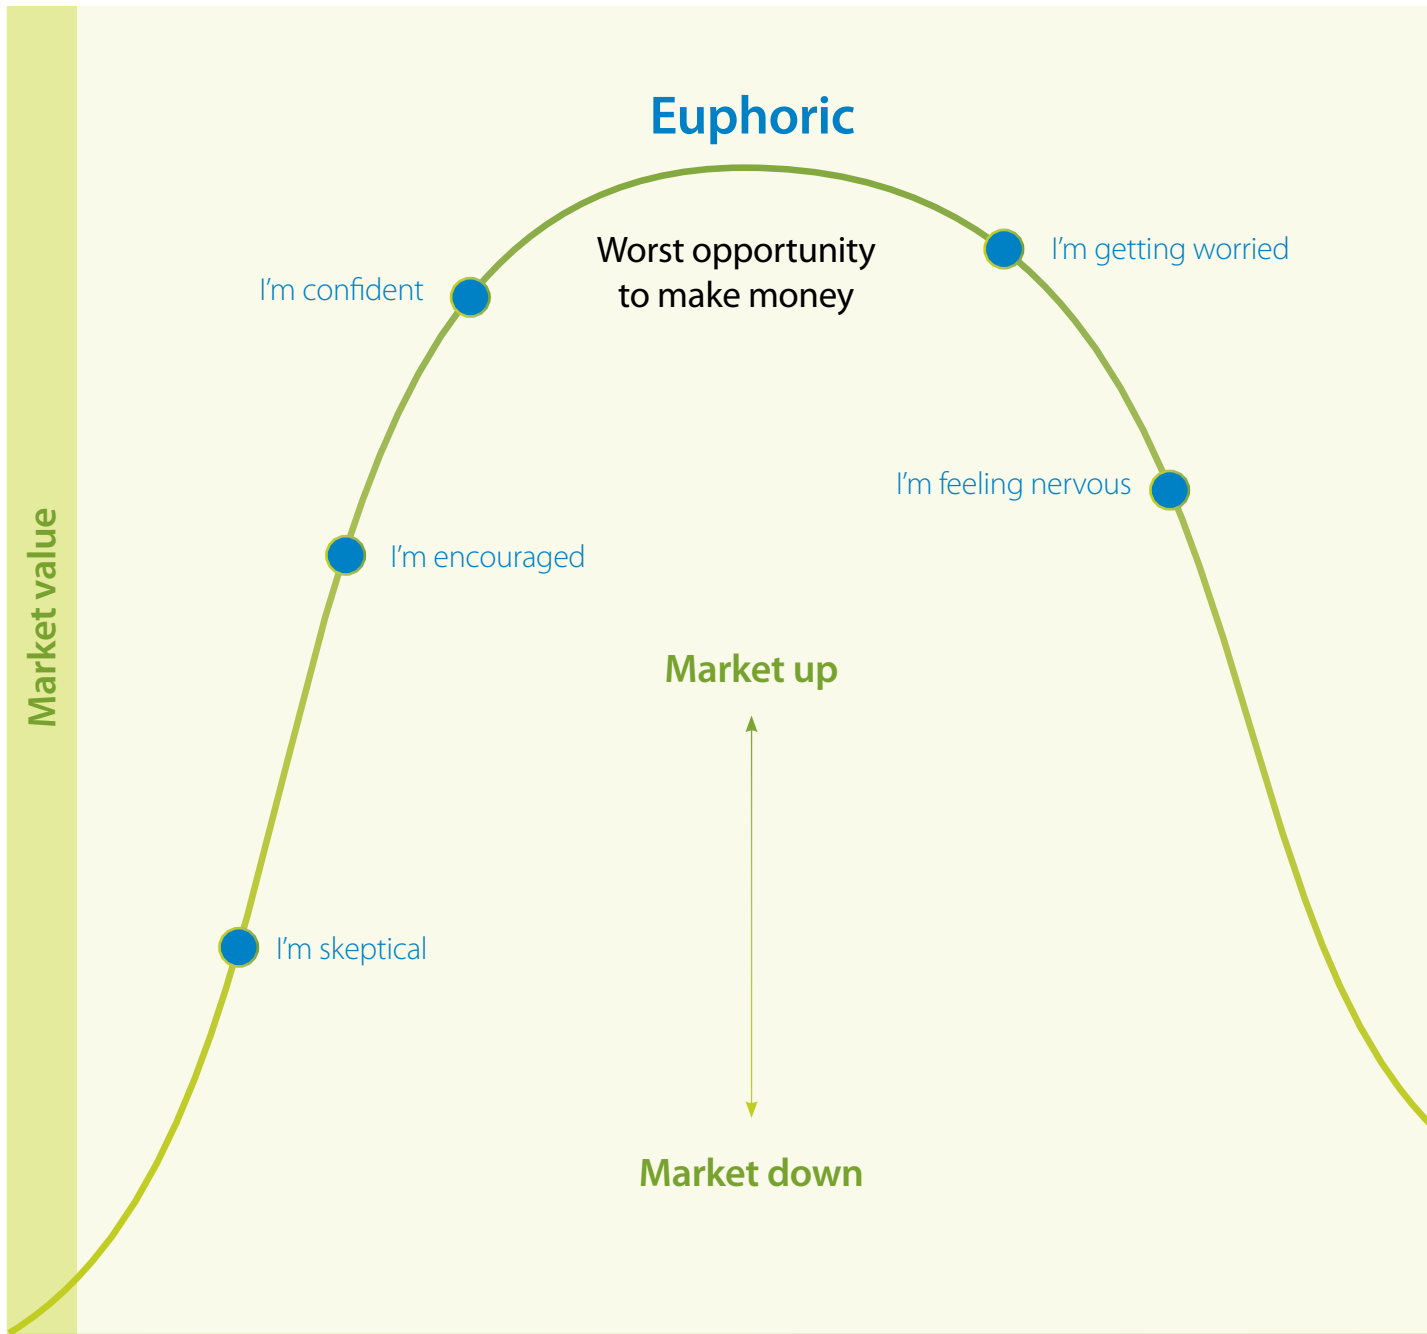 Euphoric
Worst opportunity
to make money
I'm getting worried
I'm confident
I'm feeling nervous
I'm encouraged
Market value
Market up
I'm skeptical
Market down